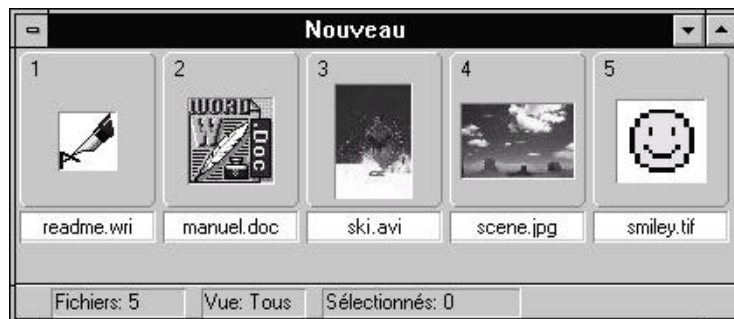 Nouveau
1 2 3 4 5
WORD
W
.Doc
readme.wri manuel.doc ski.avi scene.jpg smiley.tif
Fichiers: 5 Vue: Tous Sélectionnés: 0